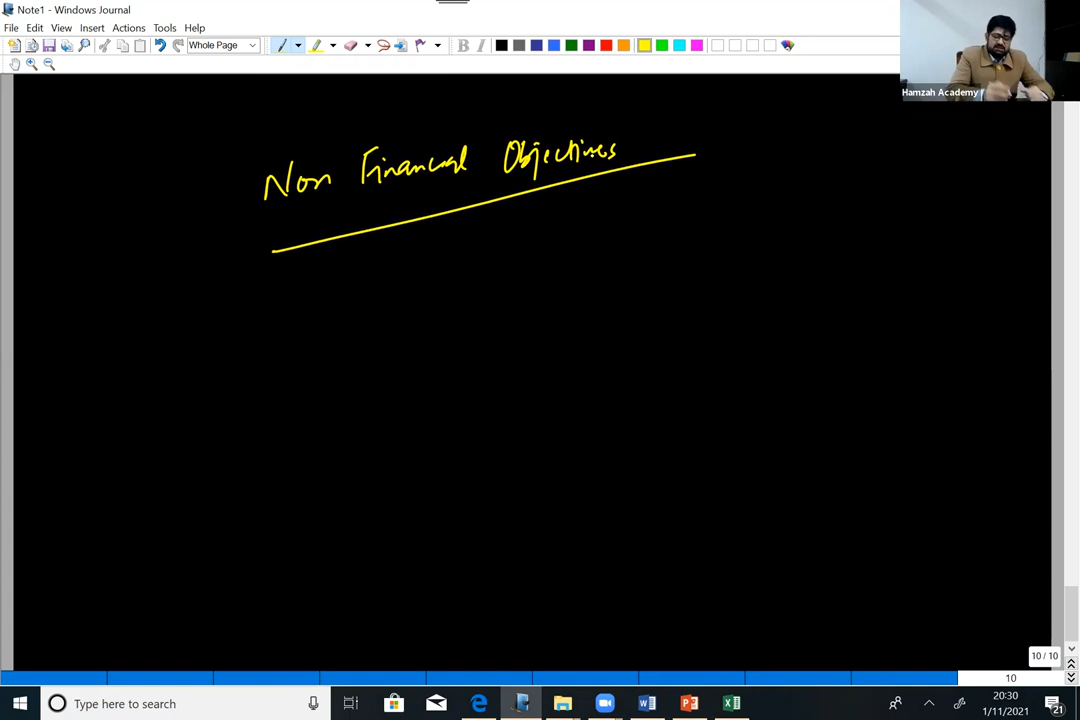 Note1 - Windows Journal
File Edit View Insert Actions Tools Help
Whole Page
B I
Hamzah Academy
Non Financial Objectives
10 / 10
10
Type here to search
20:30
1/11/2021
21